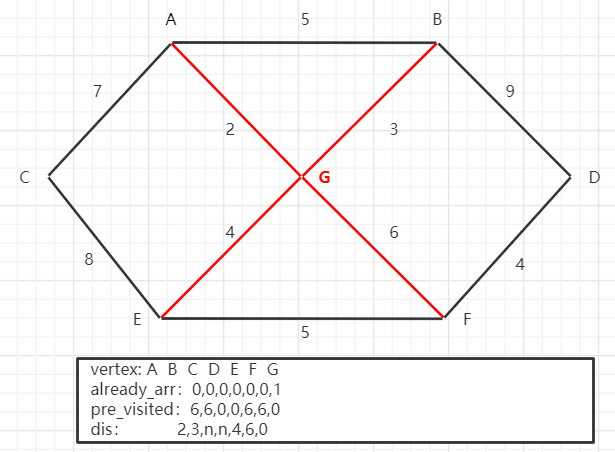 A 5 B
7 9
2 3
C G D
4 6
8 4
E F
5
vertex: A B C D E F G
already_arr: 0,0,0,0,0,0,1
pre_visited: 6,6,0,0,6,6,0
dis: 2,3,n,n,4,6,0